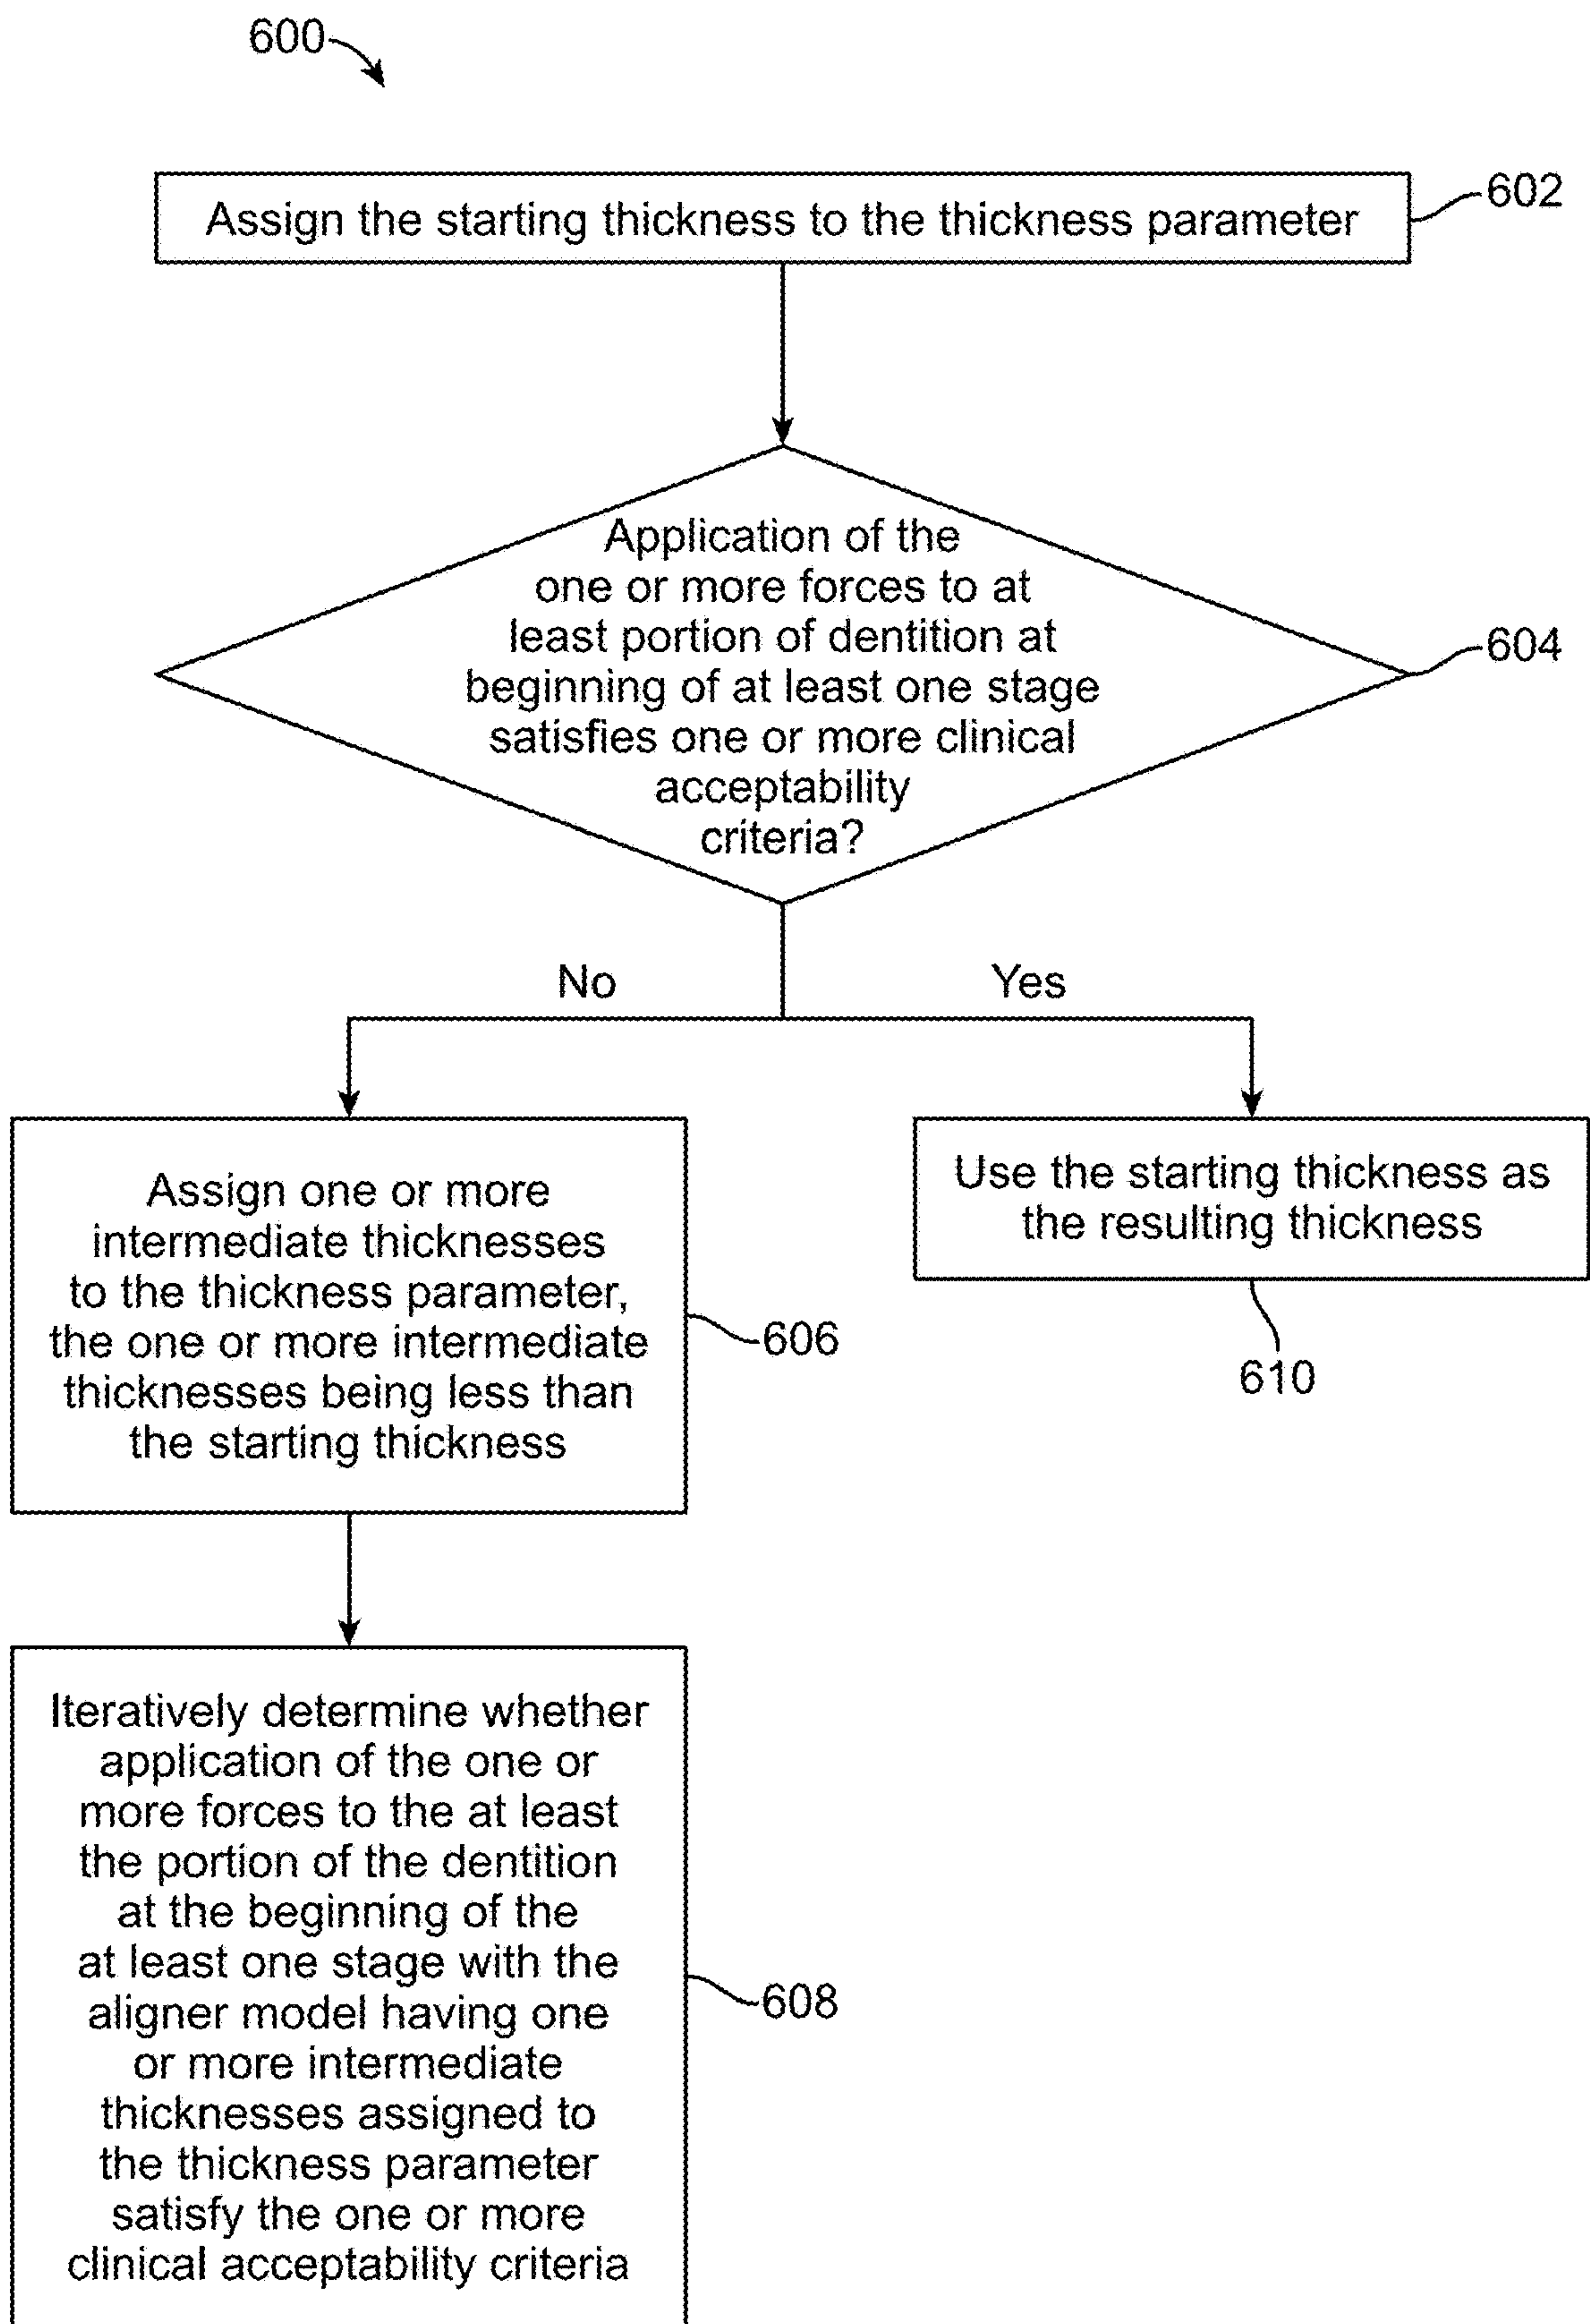 600
Assign the starting thickness to the thickness parameter
602
Application of the
one or more forces to at
least portion of dentition at
beginning of at least one stage
satisfies one or more clinical
acceptability
criteria?
604
No
Yes
Assign one or more
intermediate thicknesses
to the thickness parameter,
the one or more intermediate
thicknesses being less than
the starting thickness
606
Use the starting thickness as
the resulting thickness
610
Iteratively determine whether
application of the one or
more forces to the at least
the portion of the dentition
at the beginning of the
at least one stage with the
aligner model having one
or more intermediate
thicknesses assigned to
the thickness parameter
satisfy the one or more
clinical acceptability criteria
608